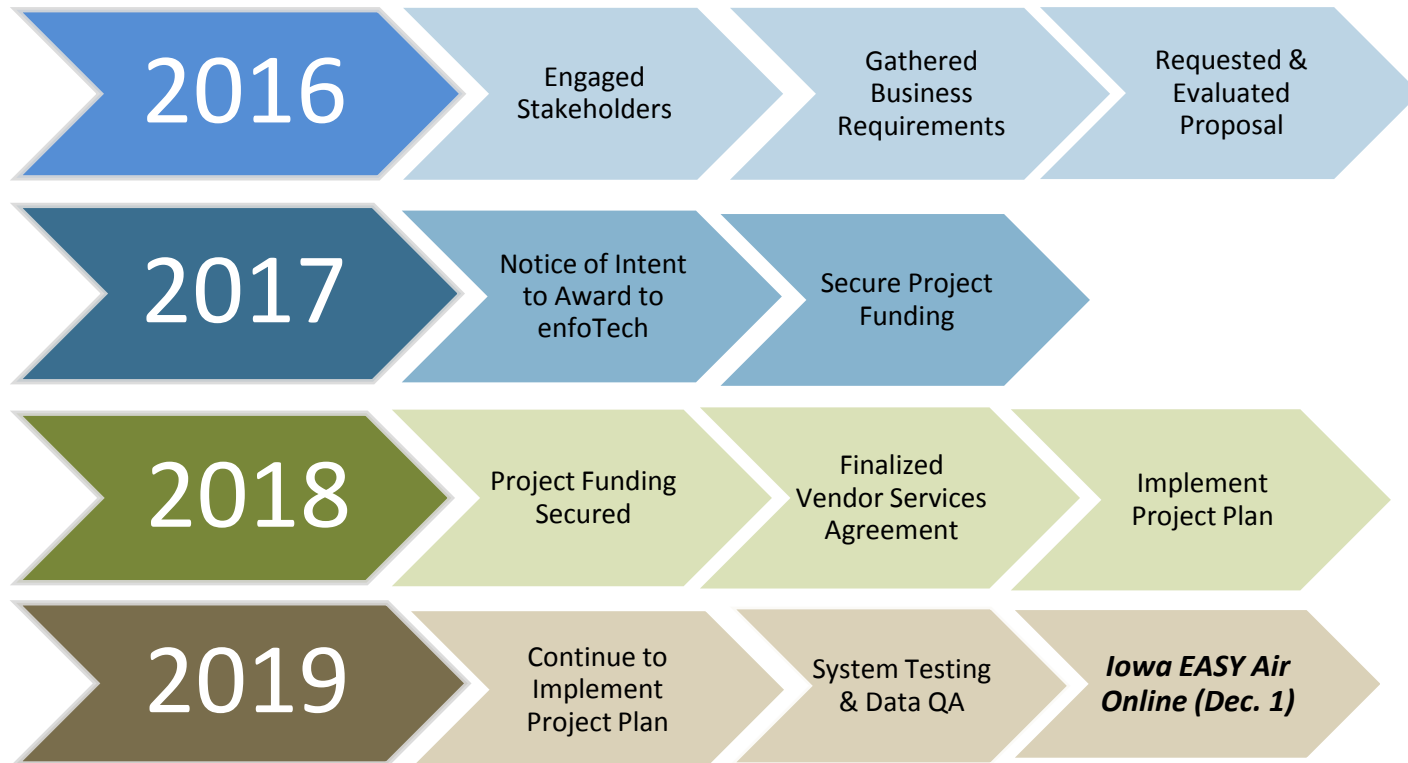 2016
Engaged
Stakeholders
Gathered
Business
Requirements
Requested &
Evaluated
Proposal
2017
Notice of Intent
to Award to
enfoTech
Secure Project
Funding
2018
Project Funding
Secured
Finalized
Vendor Services
Agreement
Implement
Project Plan
2019
Continue to
Implement
Project Plan
System Testing
& Data QA
Iowa EASY Air
Online (Dec. 1)